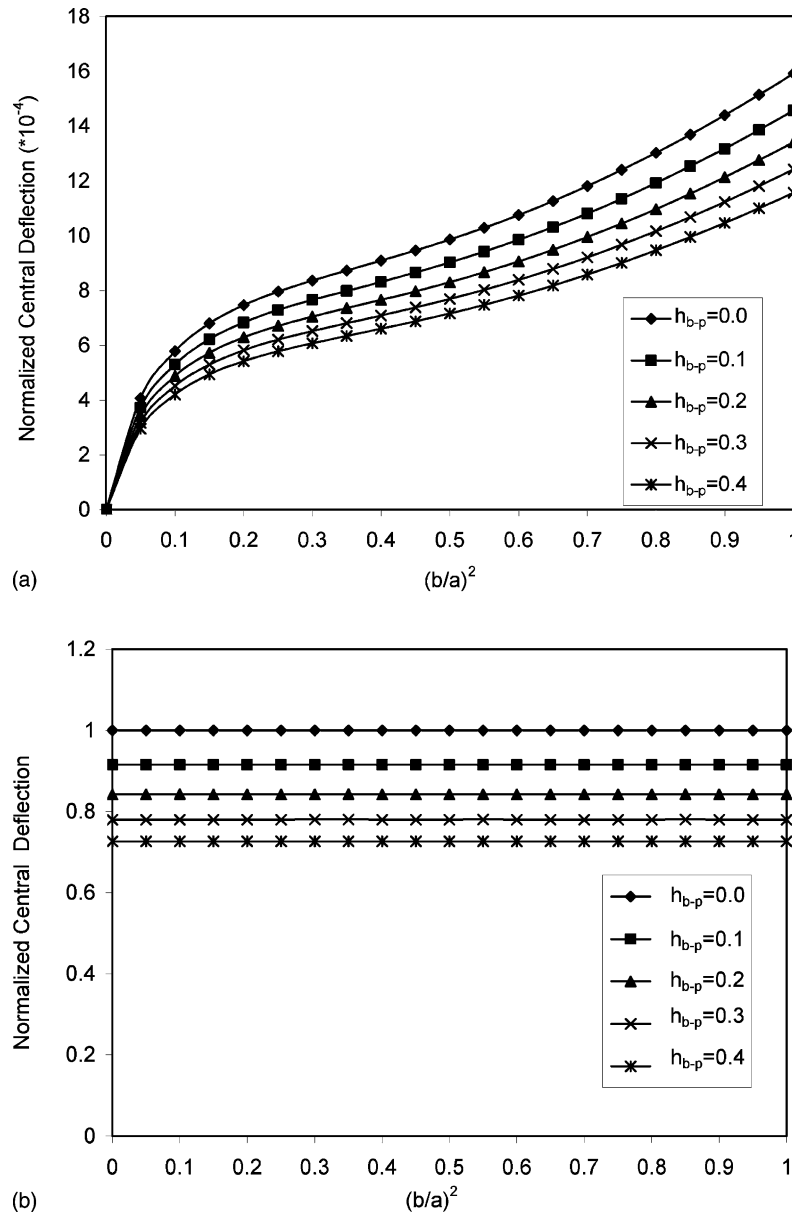 18
16
14
12
10
8
6
4
2
0
Normalized Central Deflection (*10⁻⁴)
0 0.1 0.2 0.3 0.4 0.5 0.6 0.7 0.8 0.9 1
(b/a)²
h_b-p=0.0
h_b-p=0.1
h_b-p=0.2
h_b-p=0.3
h_b-p=0.4
(a)
1.2
1
0.8
0.6
0.4
0.2
0
Normalized Central Deflection
0 0.1 0.2 0.3 0.4 0.5 0.6 0.7 0.8 0.9 1
(b/a)²
h_b-p=0.0
h_b-p=0.1
h_b-p=0.2
h_b-p=0.3
h_b-p=0.4
(b)